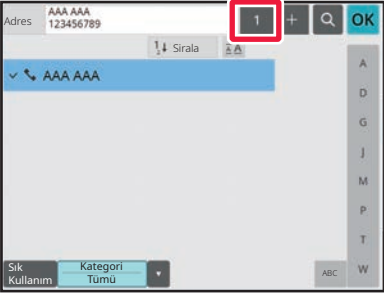 Adres
AAA AAA
123456789
1
+
OK
Sirala
AAA AAA
A
D
G
J
M
P
T
W
Sık
Kullanım
Kategori
Tümü
ABC